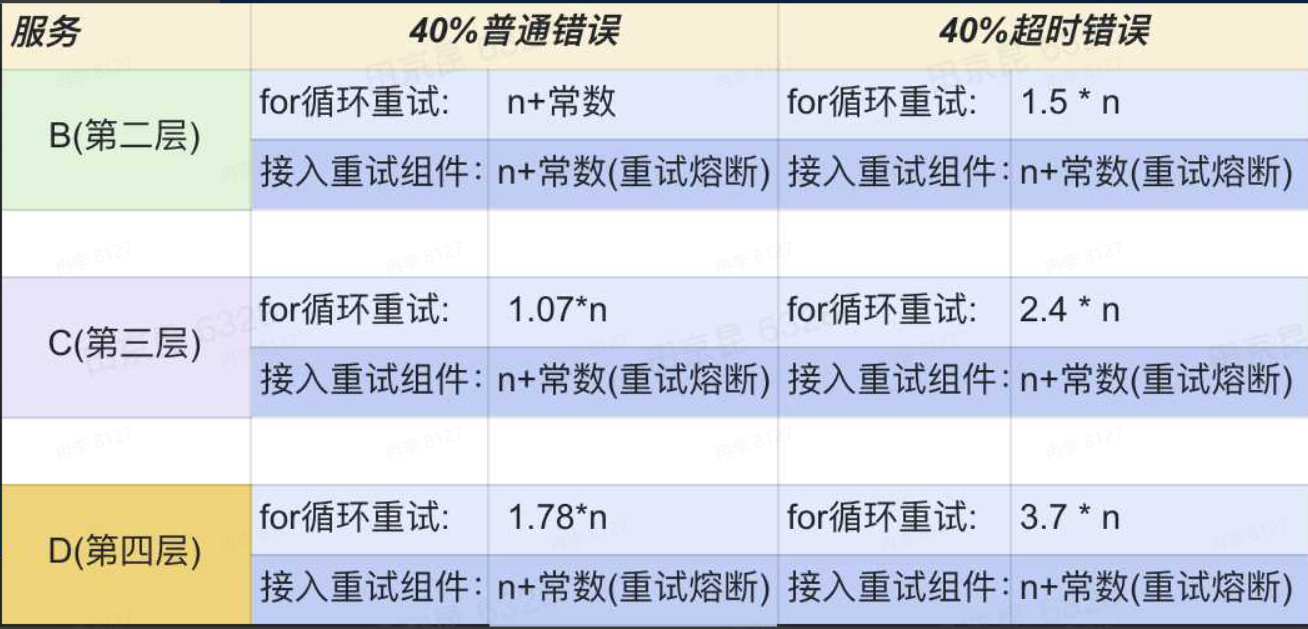 服务 40%普通错误 40%超时错误
B(第二层)
for循环重试: n+常数 for循环重试: 1.5 * n
接入重试组件: n+常数(重试熔断) 接入重试组件: n+常数(重试熔断)
C(第三层)
for循环重试: 1.07*n for循环重试: 2.4 * n
接入重试组件: n+常数(重试熔断) 接入重试组件: n+常数(重试熔断)
D(第四层)
for循环重试: 1.78*n for循环重试: 3.7 * n
接入重试组件: n+常数(重试熔断) 接入重试组件: n+常数(重试熔断)